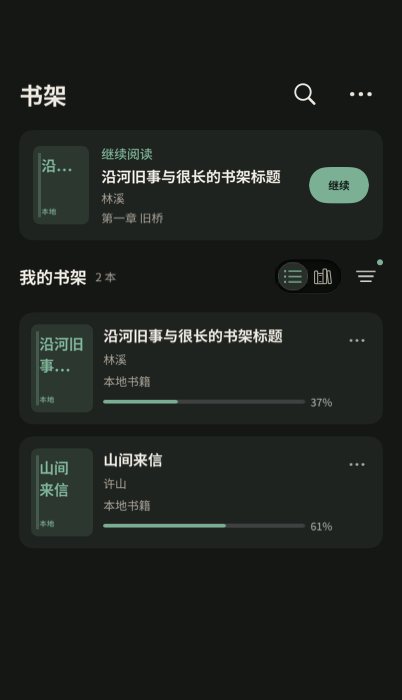 书架
沿...
本地
继续阅读
沿河旧事与很长的书架标题
林溪
第一章 旧桥
继续
我的书架 2 本
沿河旧
事...
本地
沿河旧事与很长的书架标题
林溪
本地书籍
37%
山间
来信
本地
山间来信
许山
本地书籍
61%